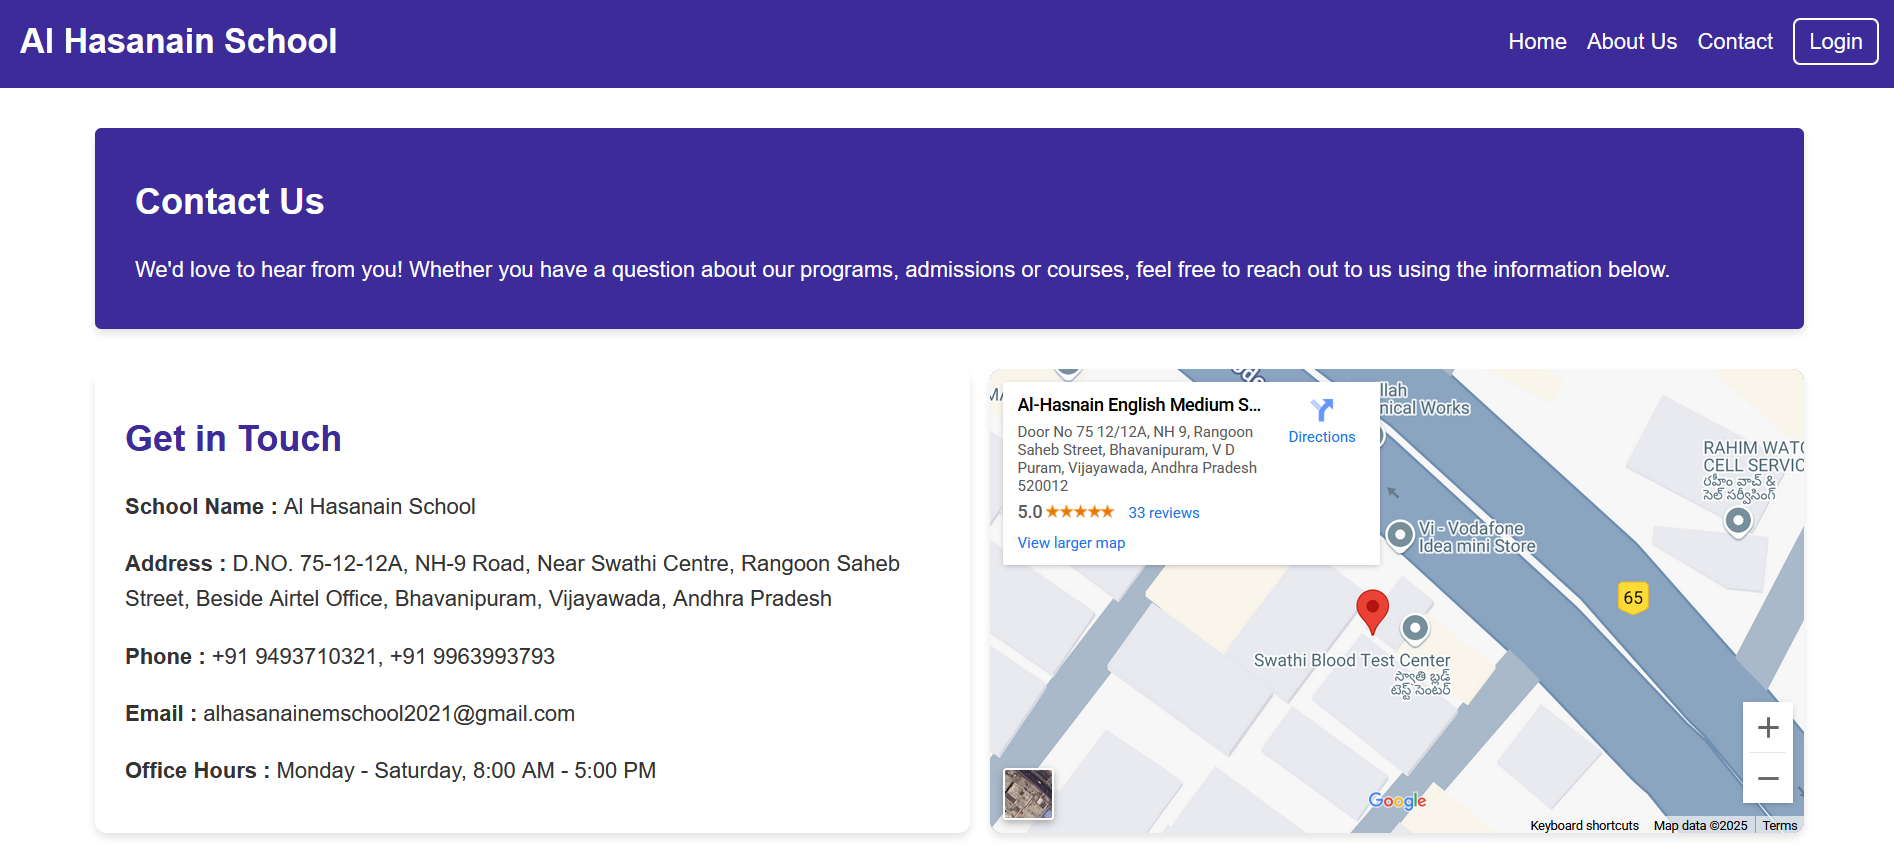 Al Hasanain School
Home About Us Contact Login
Contact Us
We'd love to hear from you! Whether you have a question about our programs, admissions or courses, feel free to reach out to us using the information below.
Get in Touch
School Name : Al Hasanain School
Address : D.NO. 75-12-12A, NH-9 Road, Near Swathi Centre, Rangoon Saheb
Street, Beside Airtel Office, Bhavanipuram, Vijayawada, Andhra Pradesh
Phone : +91 9493710321, +91 9963993793
Email : alhasanainemschool2021@gmail.com
Office Hours : Monday - Saturday, 8:00 AM - 5:00 PM
Al-Hasnain English Medium S...
Directions
Door No 75 12/12A, NH 9, Rangoon
Saheb Street, Bhavanipuram, V D
Puram, Vijayawada, Andhra Pradesh
520012
5.0 33 reviews
View larger map
llah
nical Works
RAHIM WATC
CELL SERVIC
రహీం వాచ్ &
సెల్ సర్వీసింగ్
Vi - Vodafone
Idea mini Store
65
Swathi Blood Test Center
స్వాతి బ్లడ్
టెస్ట్ సెంటర్
Google
Keyboard shortcuts Map data ©2025 Terms